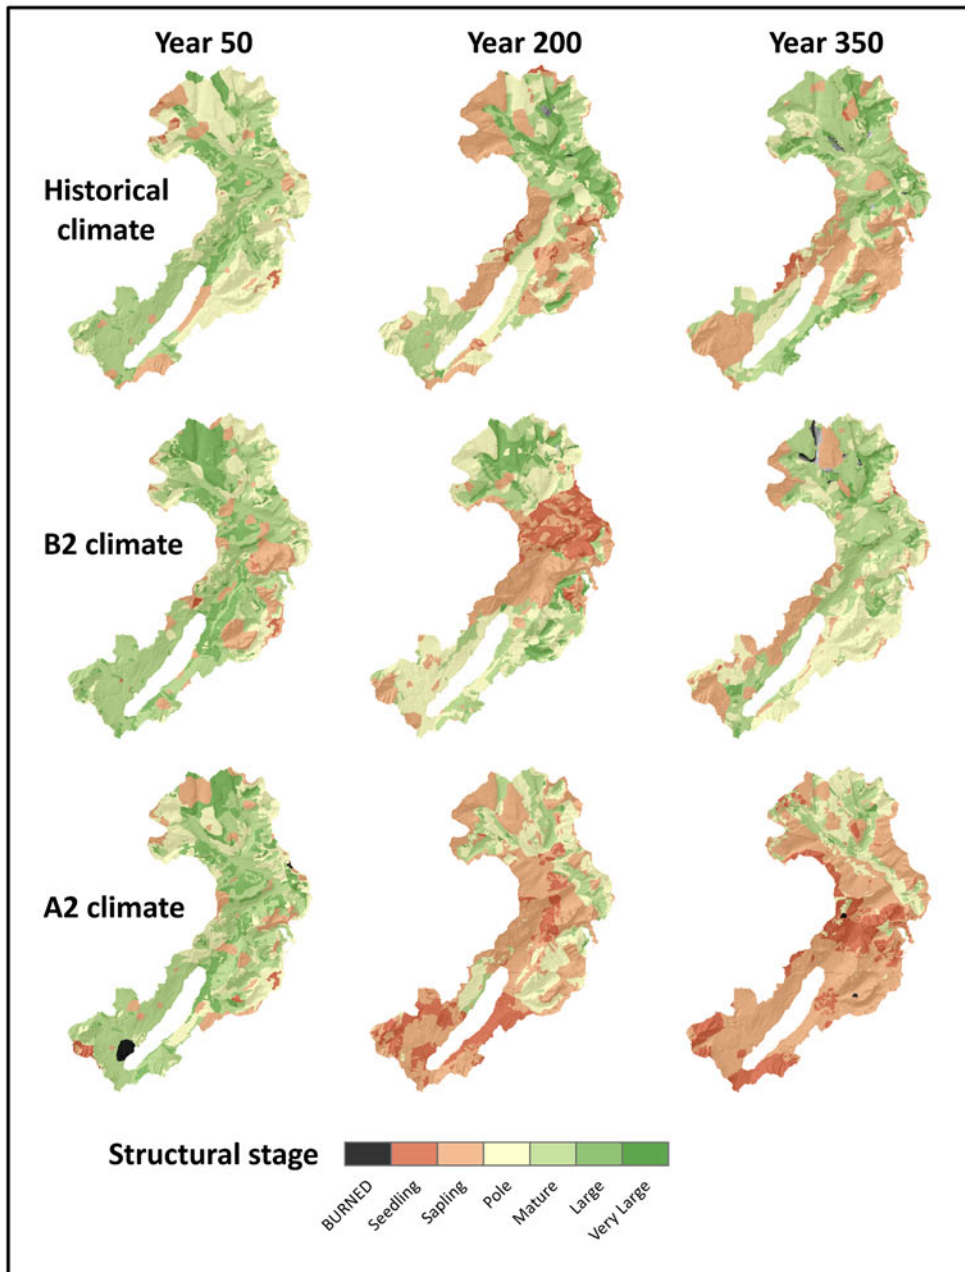 Year 50
Year 200
Year 350
Historical
climate
B2 climate
A2 climate
Structural stage
BURNED
Seedling
Sapling
Pole
Mature
Large
Very Large